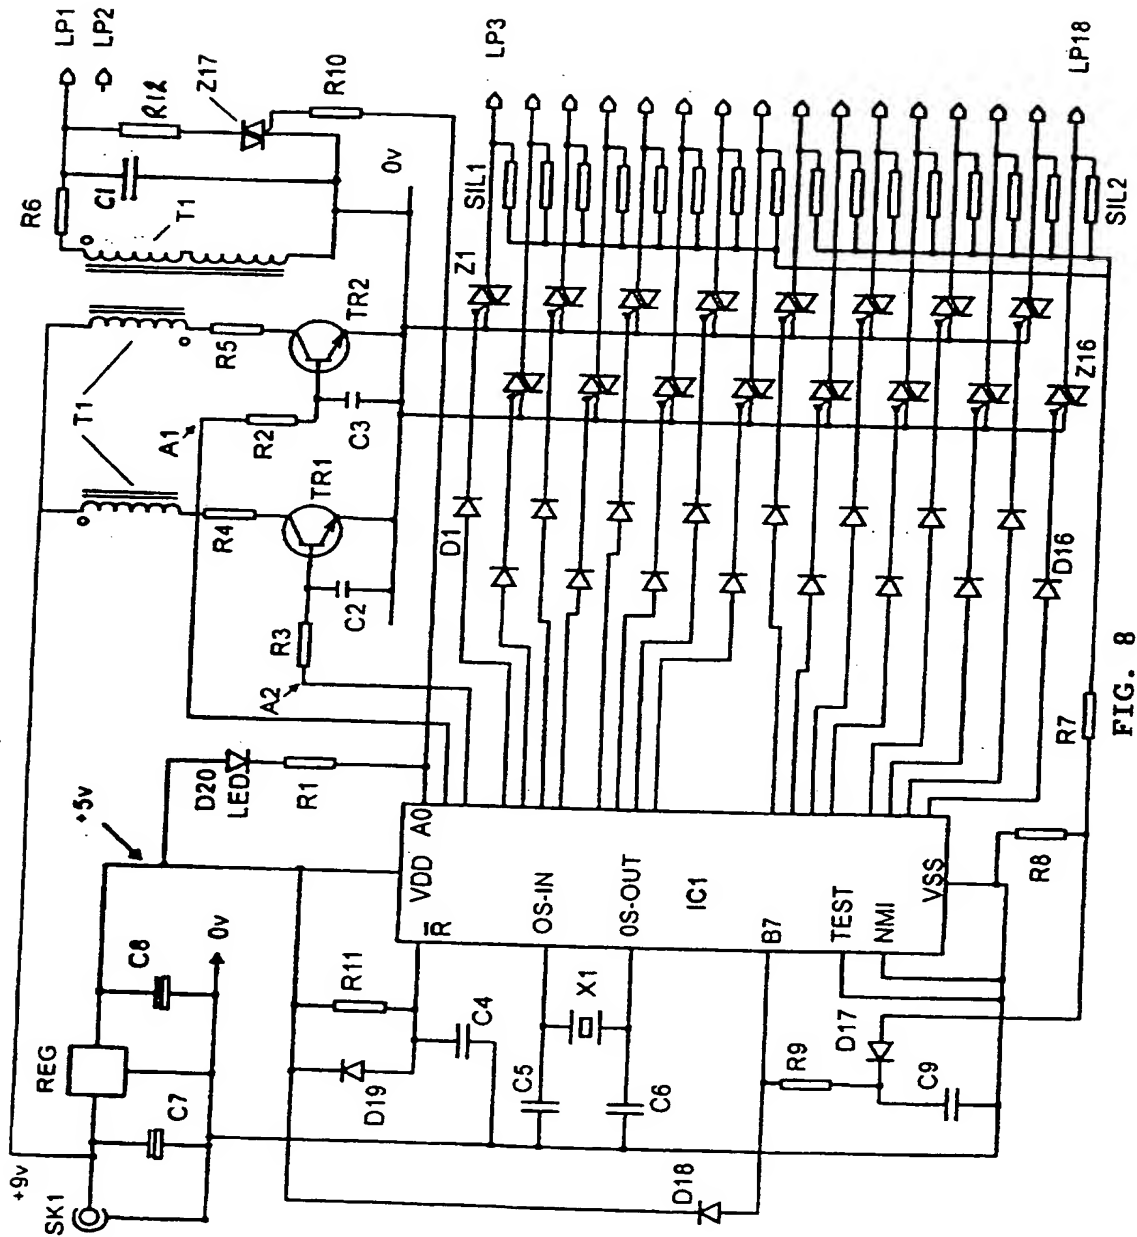 LP1
LP2
R6
R12
C1
Z17
R10
T1
0v
T1
R5
TR2
A1
R2
C3
R4
TR1
C2
R3
A2
LP3
SIL1
Z1
D1
LP18
SIL2
Z16
D16
+5v
D20
LED
R1
+9v
SK1
REG
C7
C8
0v
R11
D19
C4
C5
C6
X1
VDD
A0
R
OS-IN
OS-OUT
IC1
B7
TEST
NMI
VSS
D18
R9
D17
C9
R8
R7
FIG. 8